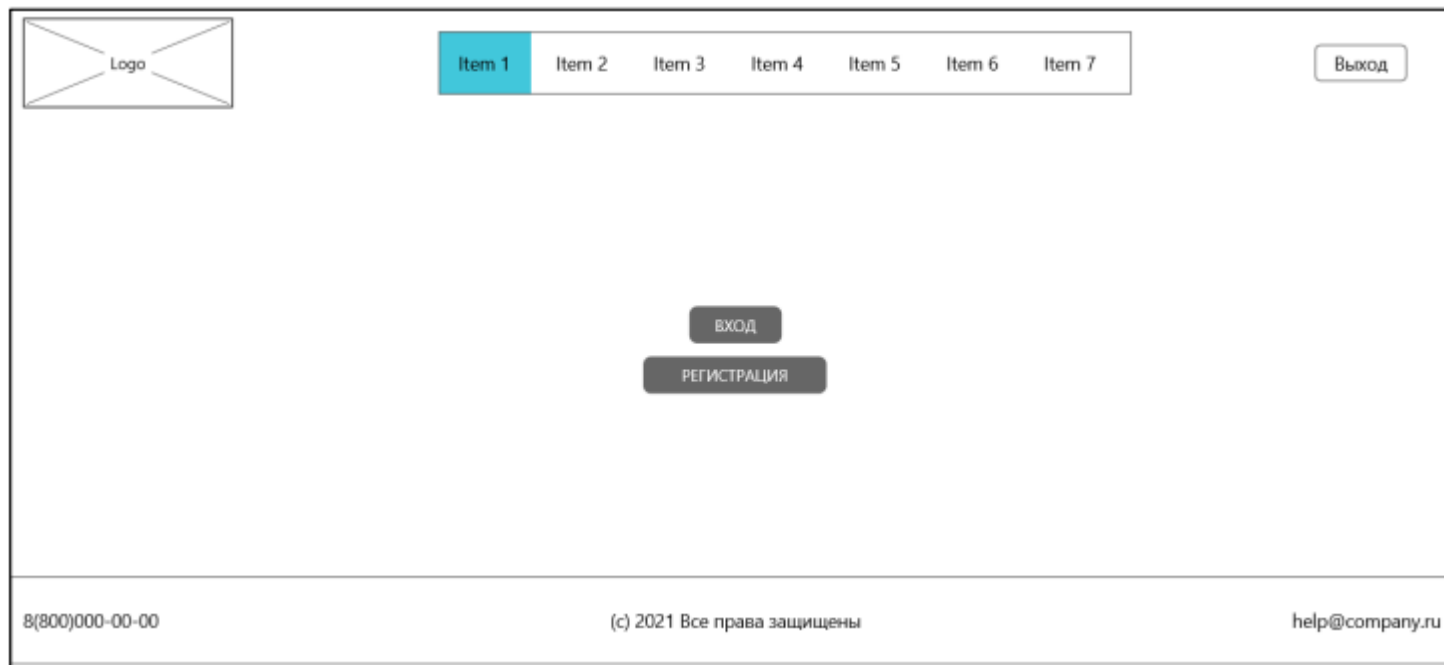 Logo
Item 1 Item 2 Item 3 Item 4 Item 5 Item 6 Item 7
Выход
ВХОД
РЕГИСТРАЦИЯ
8(800)000-00-00
(c) 2021 Все права защищены
help@company.ru